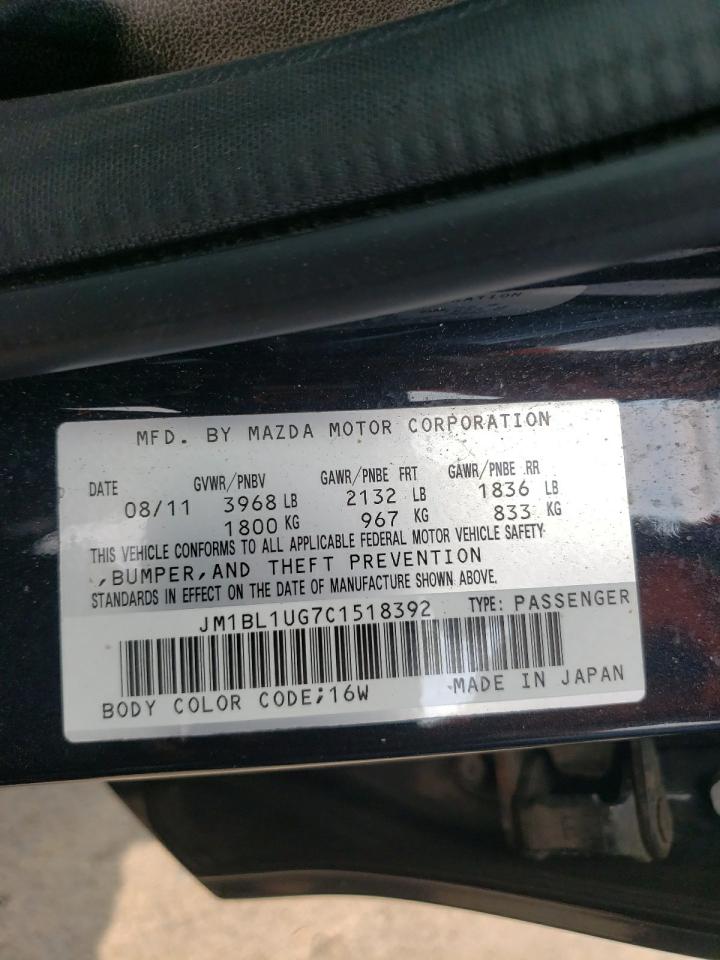 MFD. BY MAZDA MOTOR CORPORATION
DATE GVWR/PNBV GAWR/PNBE FRT GAWR/PNBE RR
08/11 3968 LB 2132 LB 1836 LB
1800 KG 967 KG 833 KG
THIS VEHICLE CONFORMS TO ALL APPLICABLE FEDERAL MOTOR VEHICLE SAFETY
,BUMPER,AND THEFT PREVENTION
STANDARDS IN EFFECT ON THE DATE OF MANUFACTURE SHOWN ABOVE.
JM1BL1UG7C1518392 TYPE: PASSENGER
BODY COLOR CODE;16W MADE IN JAPAN